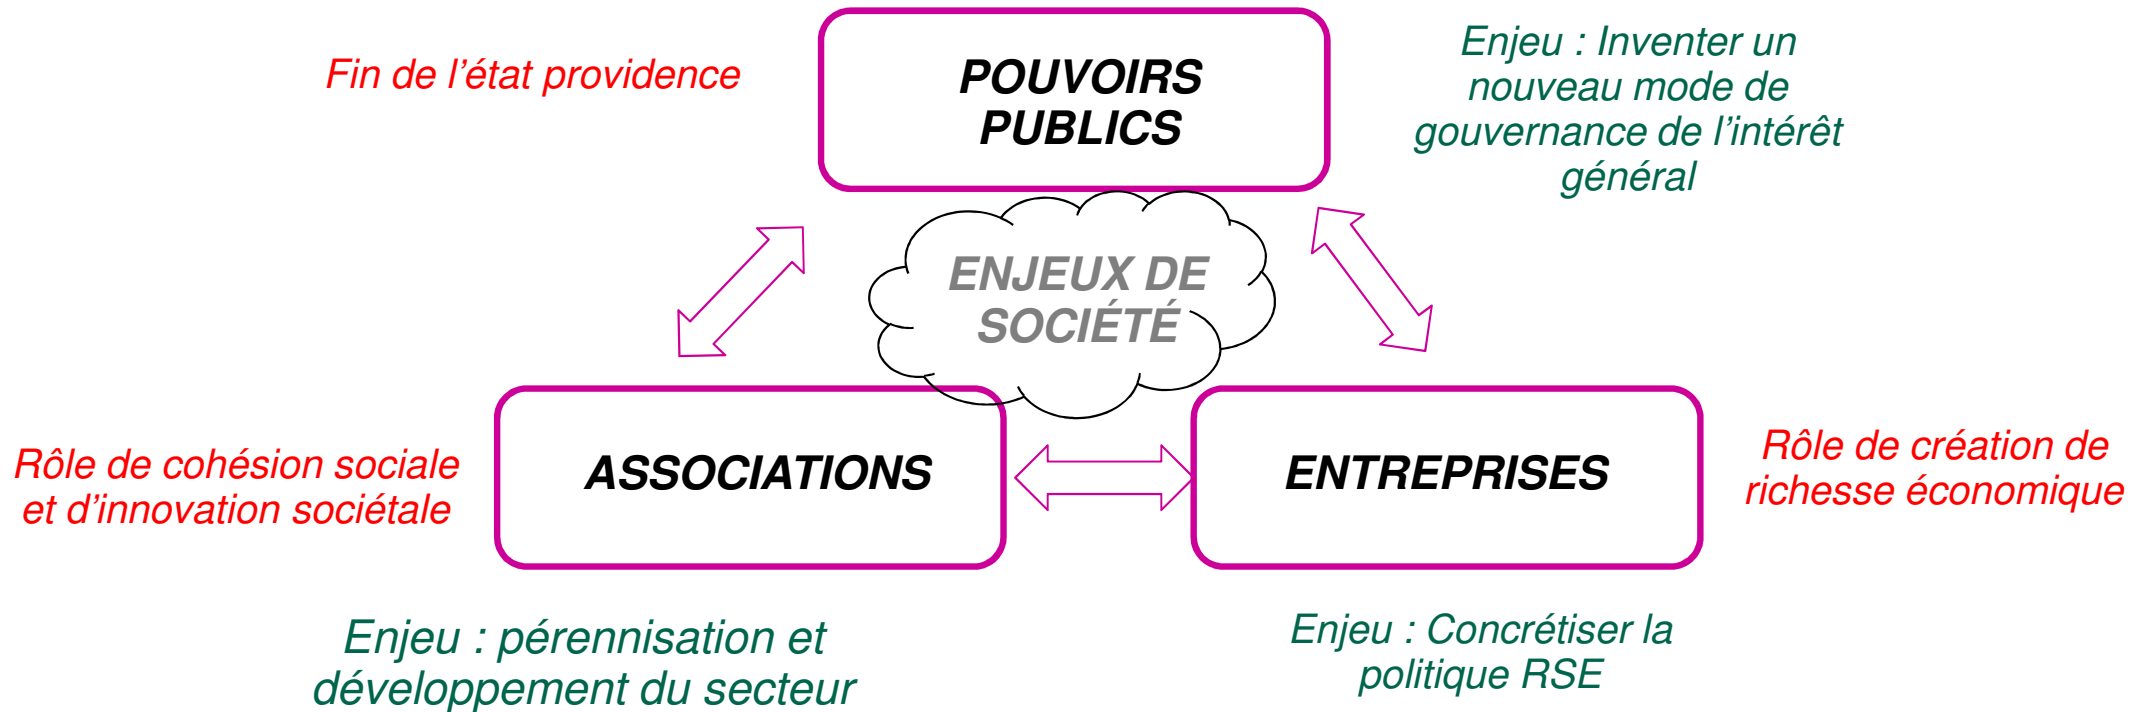 Fin de l'état providence
POUVOIRS
PUBLICS
Enjeu : Inventer un
nouveau mode de
gouvernance de l'intérêt
général
ENJEUX DE
SOCIÉTÉ
Rôle de cohésion sociale
et d'innovation sociétale
ASSOCIATIONS
ENTREPRISES
Rôle de création de
richesse économique
Enjeu : pérennisation et
développement du secteur
Enjeu : Concrétiser la
politique RSE